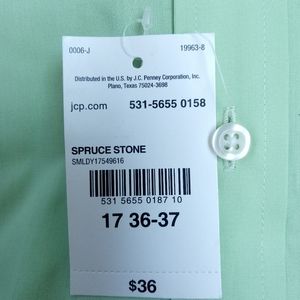 0006-J 19963-8
Distributed in the U.S. by J.C. Penney Corporation, Inc.
Plano, Texas 75024-3698
jcp.com 531-5655 0158
SPRUCE STONE
SMLDY17549616
531 5655 0187 10
17 36-37
$36